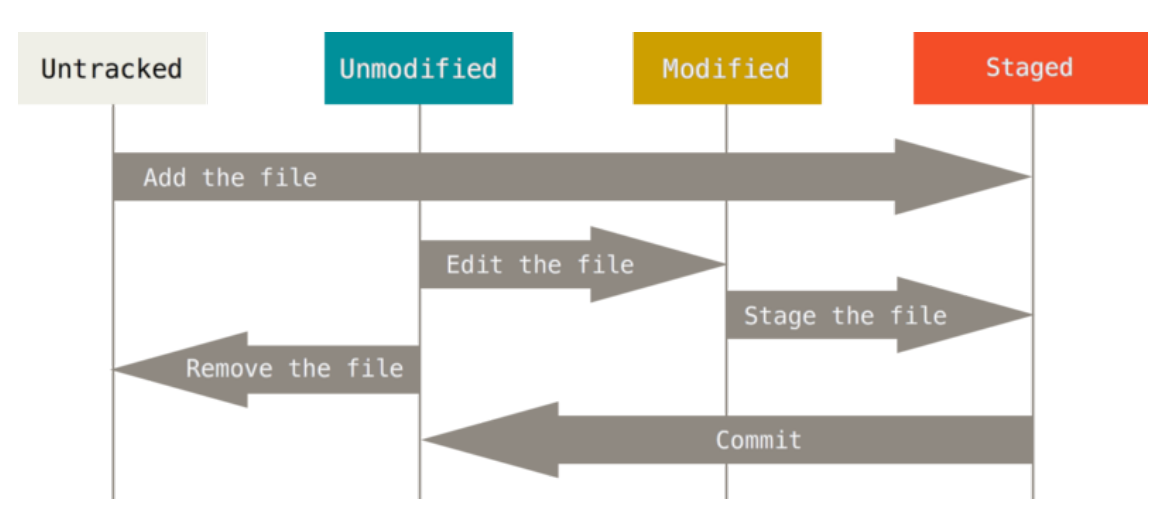 Untracked
Unmodified
Modified
Staged
Add the file
Edit the file
Stage the file
Remove the file
Commit